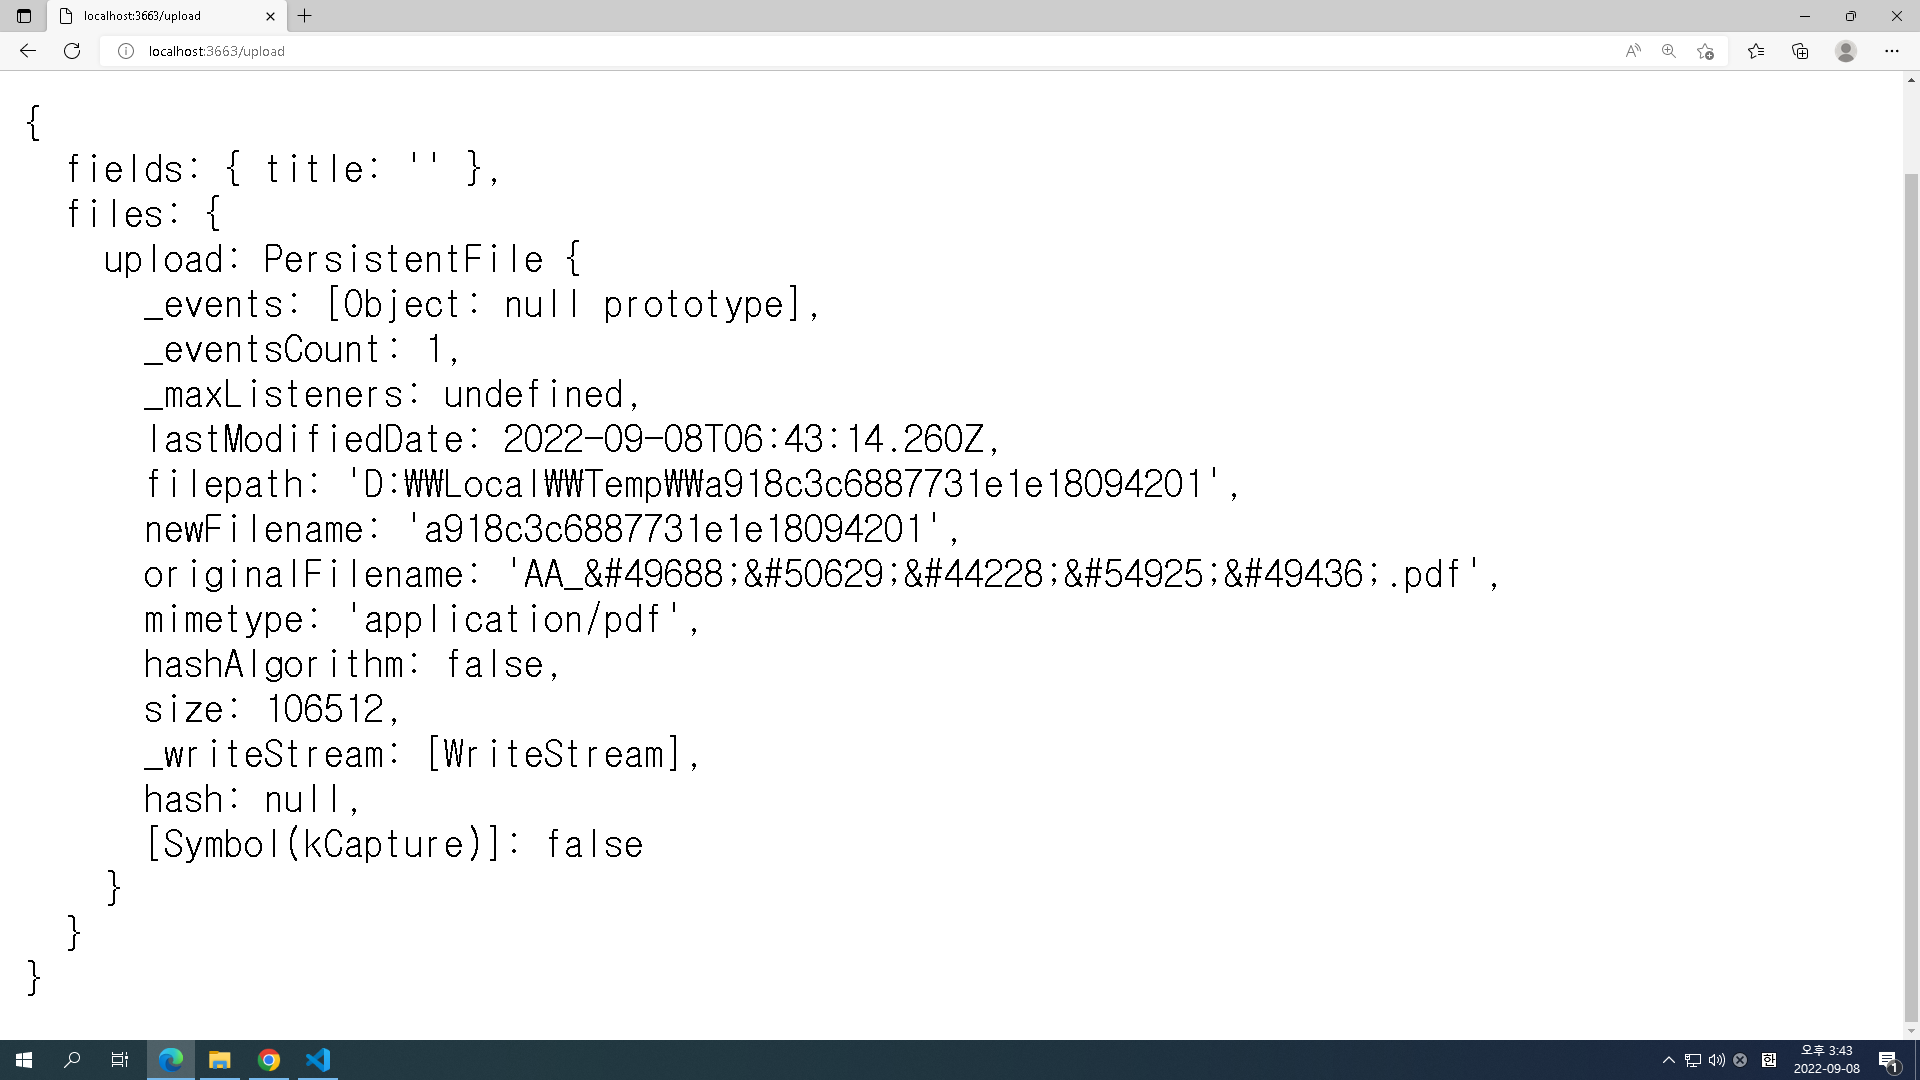 localhost:3663/upload
localhost:3663/upload
{
  fields: { title: '' },
  files: {
    upload: PersistentFile {
      _events: [Object: null prototype],
      _eventsCount: 1,
      _maxListeners: undefined,
      lastModifiedDate: 2022-09-08T06:43:14.260Z,
      filepath: 'D:₩₩Local₩₩Temp₩₩a918c3c6887731e1e18094201',
      newFilename: 'a918c3c6887731e1e18094201',
      originalFilename: 'AA_&#49688;&#50629;&#44228;&#54925;&#49436;.pdf',
      mimetype: 'application/pdf',
      hashAlgorithm: false,
      size: 106512,
      _writeStream: [WriteStream],
      hash: null,
      [Symbol(kCapture)]: false
    }
  }
}
한
오후 3:43
2022-09-08
1